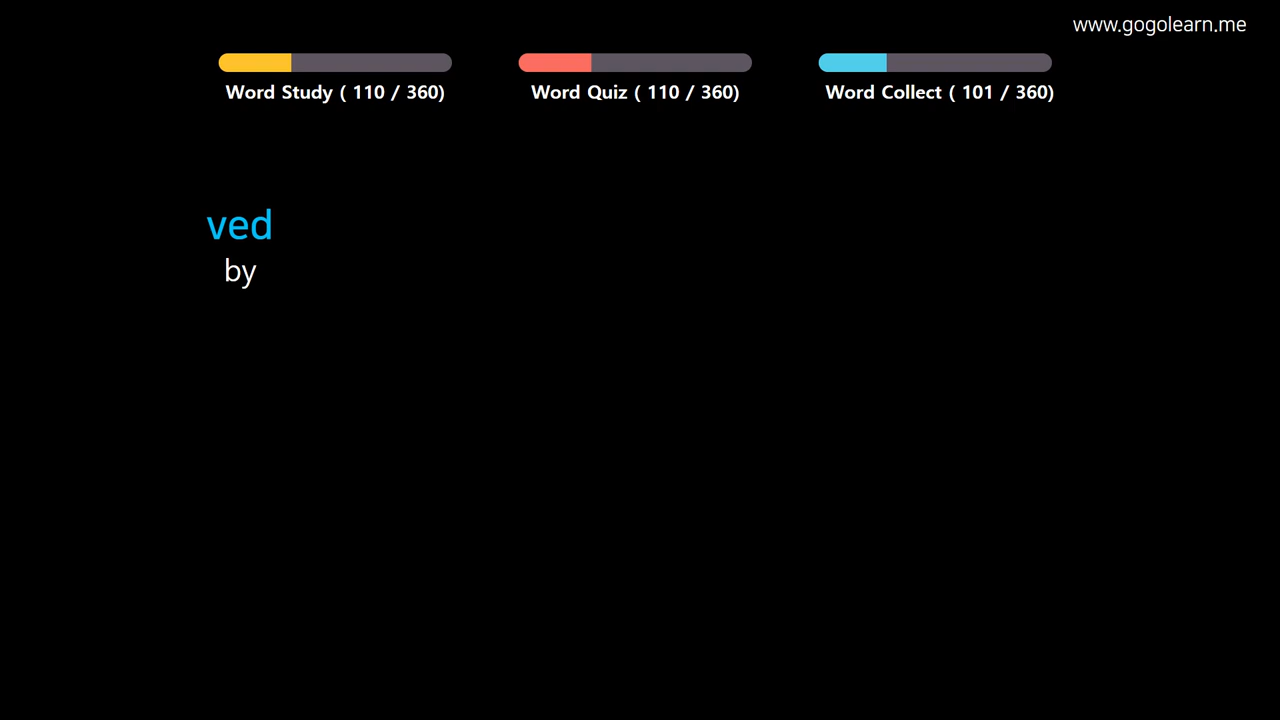 www.gogolearn.me
Word Study ( 110 / 360)
Word Quiz ( 110 / 360)
Word Collect ( 101 / 360)
ved
by